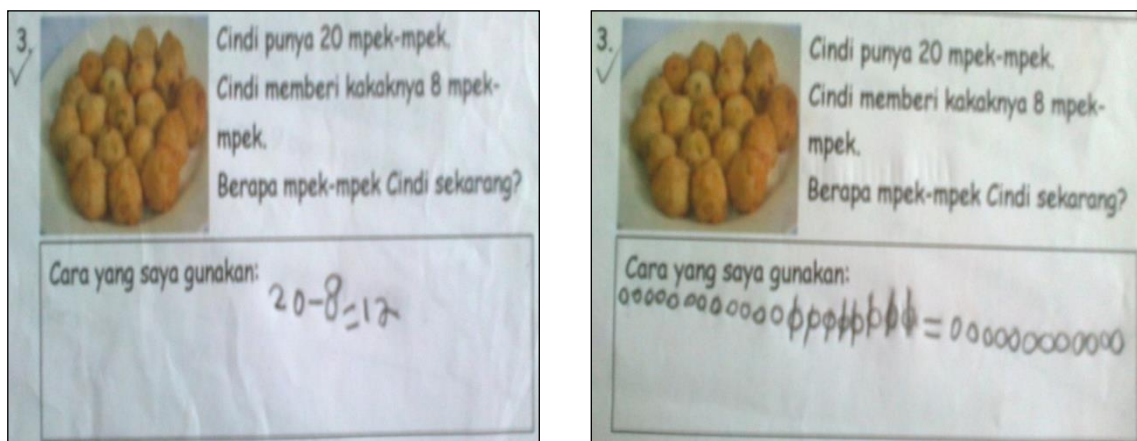 3.
Cindi punya 20 mpek-mpek.
Cindi memberi kakaknya 8 mpek-
mpek.
Berapa mpek-mpek Cindi sekarang?
Cara yang saya gunakan:
20-8=12
3.
Cindi punya 20 mpek-mpek.
Cindi memberi kakaknya 8 mpek-
mpek.
Berapa mpek-mpek Cindi sekarang?
Cara yang saya gunakan: